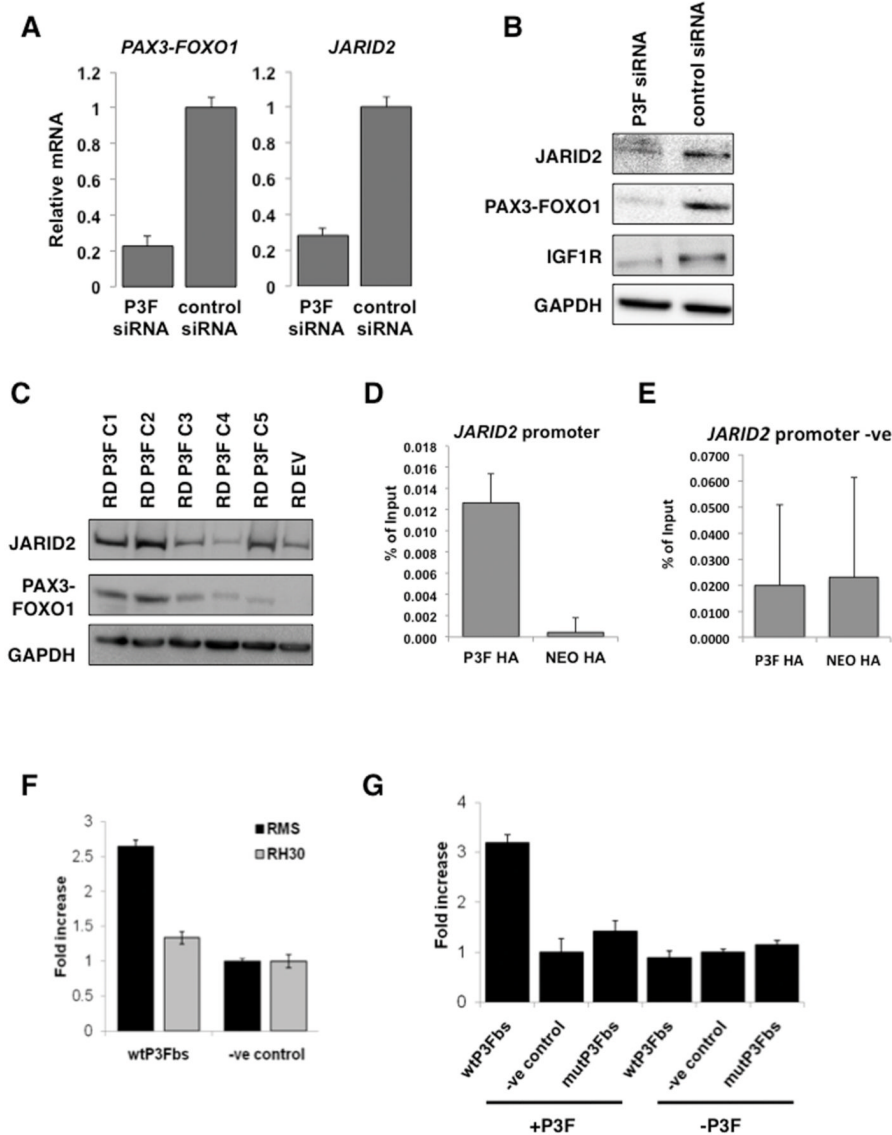 A
PAX3-FOXO1
JARID2
Relative mRNA
1.2
1
0.8
0.6
0.4
0.2
0
P3F siRNA
control siRNA
1.2
1
0.8
0.6
0.4
0.2
0
P3F siRNA
control siRNA
B
P3F siRNA
control siRNA
JARID2
PAX3-FOXO1
IGF1R
GAPDH
C
RD P3F C1
RD P3F C2
RD P3F C3
RD P3F C4
RD P3F C5
RD EV
JARID2
PAX3-
FOXO1
GAPDH
D
JARID2 promoter
% of Input
0.018
0.016
0.014
0.012
0.010
0.008
0.006
0.004
0.002
0.000
P3F HA
NEO HA
E
JARID2 promoter -ve
% of Input
0.0700
0.0600
0.0500
0.0400
0.0300
0.0200
0.0100
0.0000
P3F HA
NEO HA
F
Fold increase
3
2.5
2
1.5
1
0.5
0
RMS
RH30
wtP3Fbs
-ve control
G
Fold increase
4
3
2
1
0
wtP3Fbs
-ve control
mutP3Fbs
wtP3Fbs
-ve control
mutP3Fbs
+P3F
-P3F